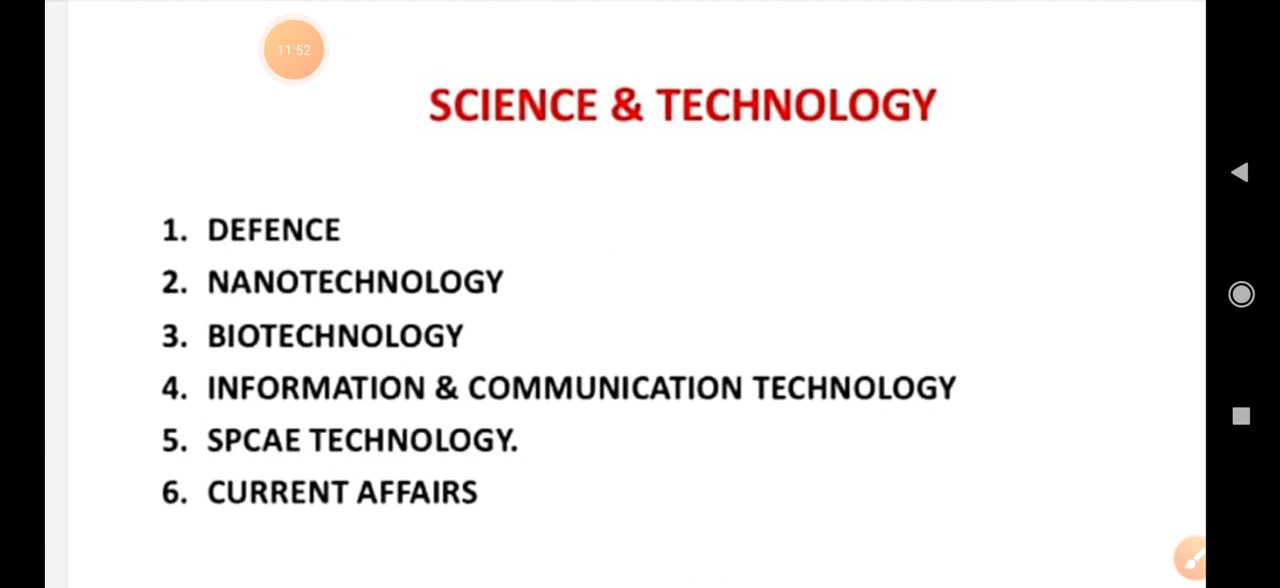 11:52
SCIENCE & TECHNOLOGY
1. DEFENCE
2. NANOTECHNOLOGY
3. BIOTECHNOLOGY
4. INFORMATION & COMMUNICATION TECHNOLOGY
5. SPCAE TECHNOLOGY.
6. CURRENT AFFAIRS